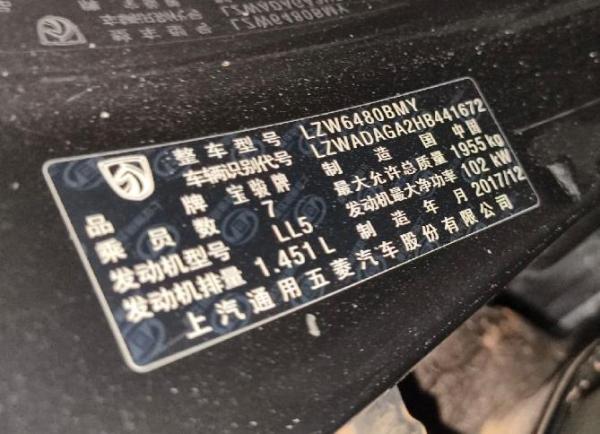 整车型号 LZW6480BMY
车辆识别代号 LZWADAGA2HB441672
品牌 宝骏牌 制造国 中国
乘员数 7 最大允许总质量 1955kg
发动机型号 LL5 发动机最大净功率 102kW
发动机排量 1.451L 制造年月 2017/12
上汽通用五菱汽车股份有限公司